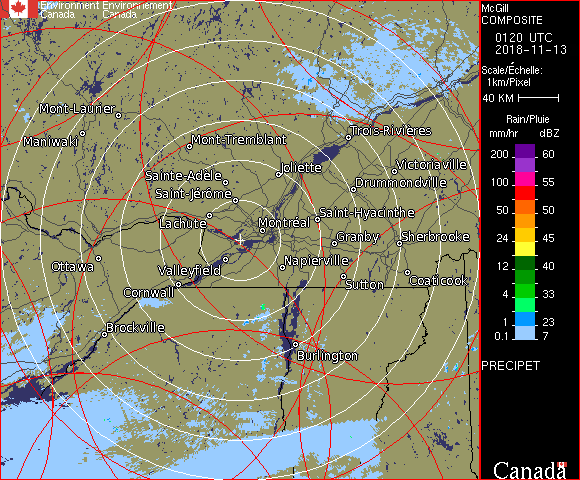 Environment Environnement
Canada Canada
McGill
COMPOSITE
0120 UTC
2018-11-13
Scale/Échelle:
1km/Pixel
40 KM
Rain/Pluie
mm/hr dBZ
200 60
155
100 55
50 50
24 45
12 40
4 33
1 23
0.1 7
PRECIPET
Canada
Mont-Laurier
Maniwaki
Mont-Tremblant
Trois-Rivières
Joliette
Victoriaville
Sainte-Adèle
Drummondville
Saint-Jérôme
Lachute
Montréal
Saint-Hyacinthe
Granby
Sherbrooke
Ottawa
Valleyfield
Napierville
Sutton
Coaticook
Cornwall
Brockville
Burlington